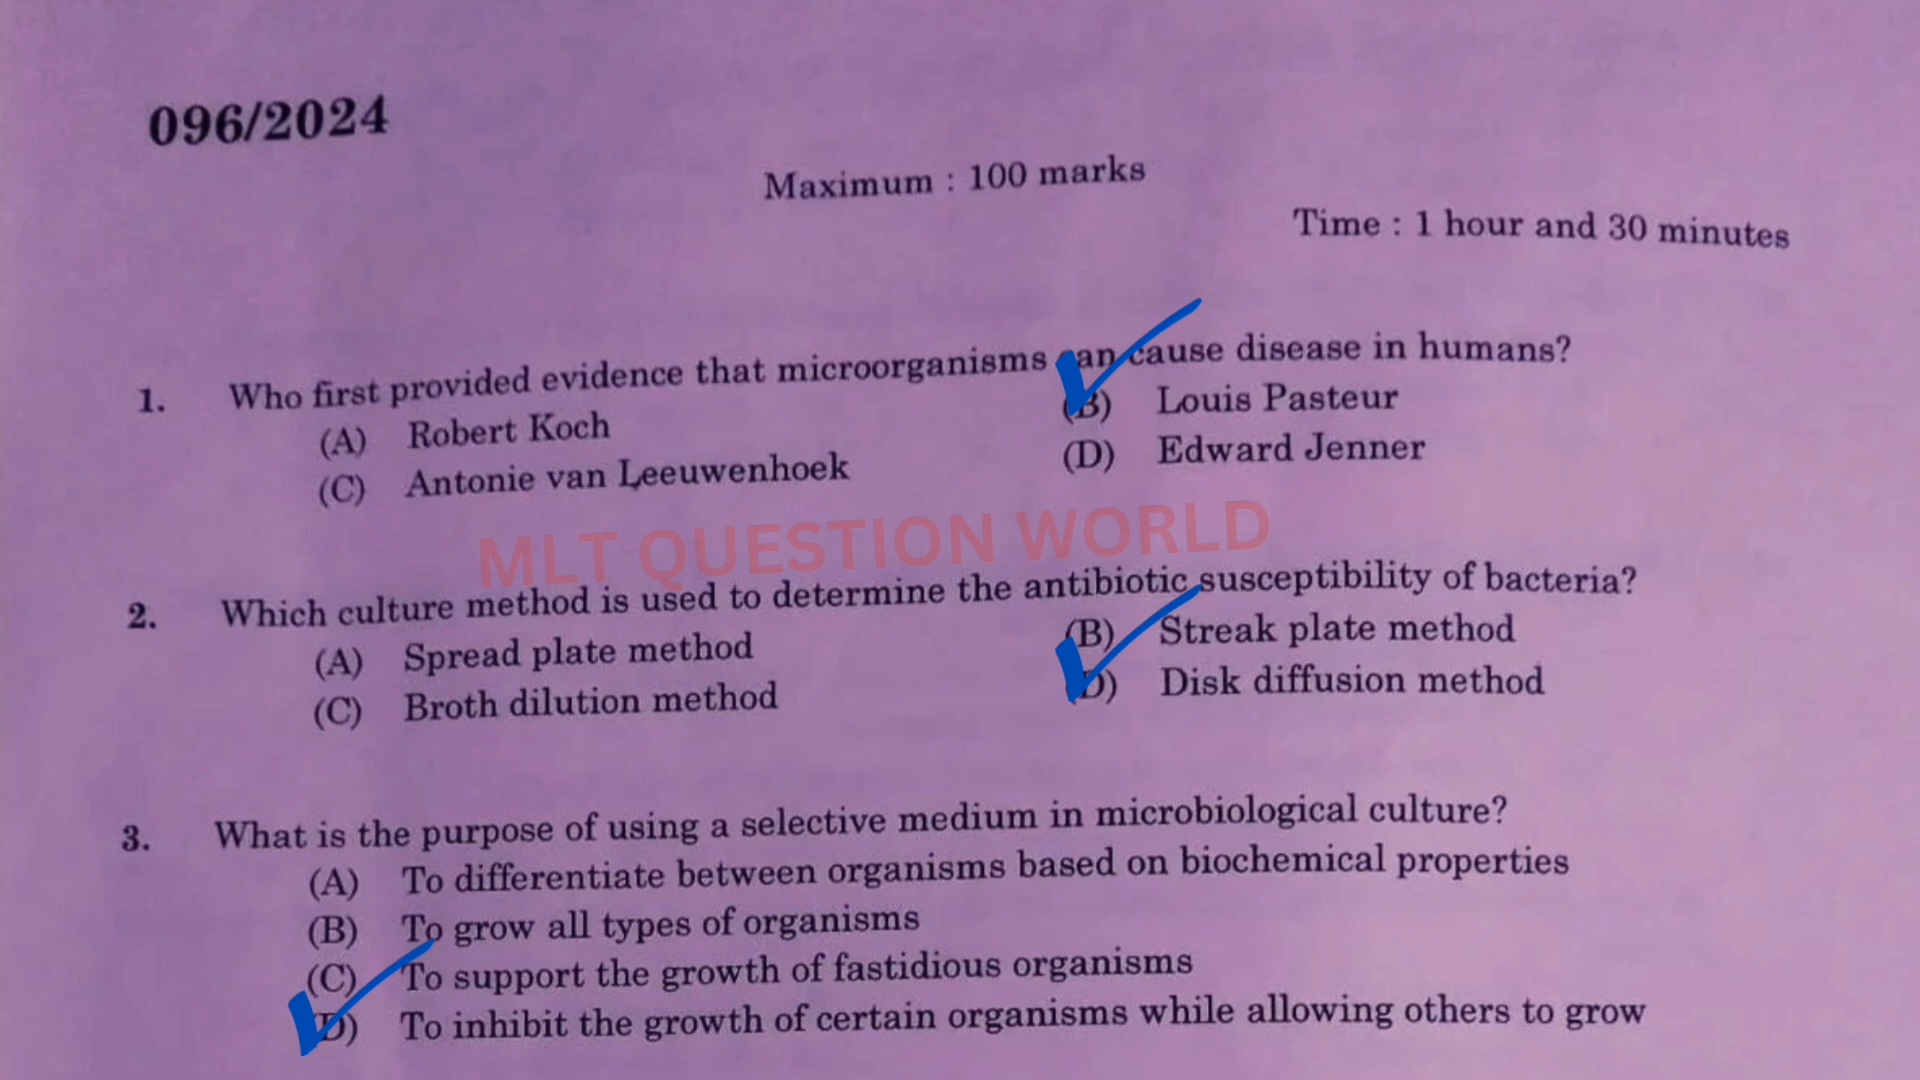 096/2024
Maximum : 100 marks
Time : 1 hour and 30 minutes
1. Who first provided evidence that microorganisms can cause disease in humans?
(A) Robert Koch (B) Louis Pasteur
(C) Antonie van Leeuwenhoek (D) Edward Jenner
MLT QUESTION WORLD
2. Which culture method is used to determine the antibiotic susceptibility of bacteria?
(A) Spread plate method (B) Streak plate method
(C) Broth dilution method (D) Disk diffusion method
3. What is the purpose of using a selective medium in microbiological culture?
(A) To differentiate between organisms based on biochemical properties
(B) To grow all types of organisms
(C) To support the growth of fastidious organisms
(D) To inhibit the growth of certain organisms while allowing others to grow